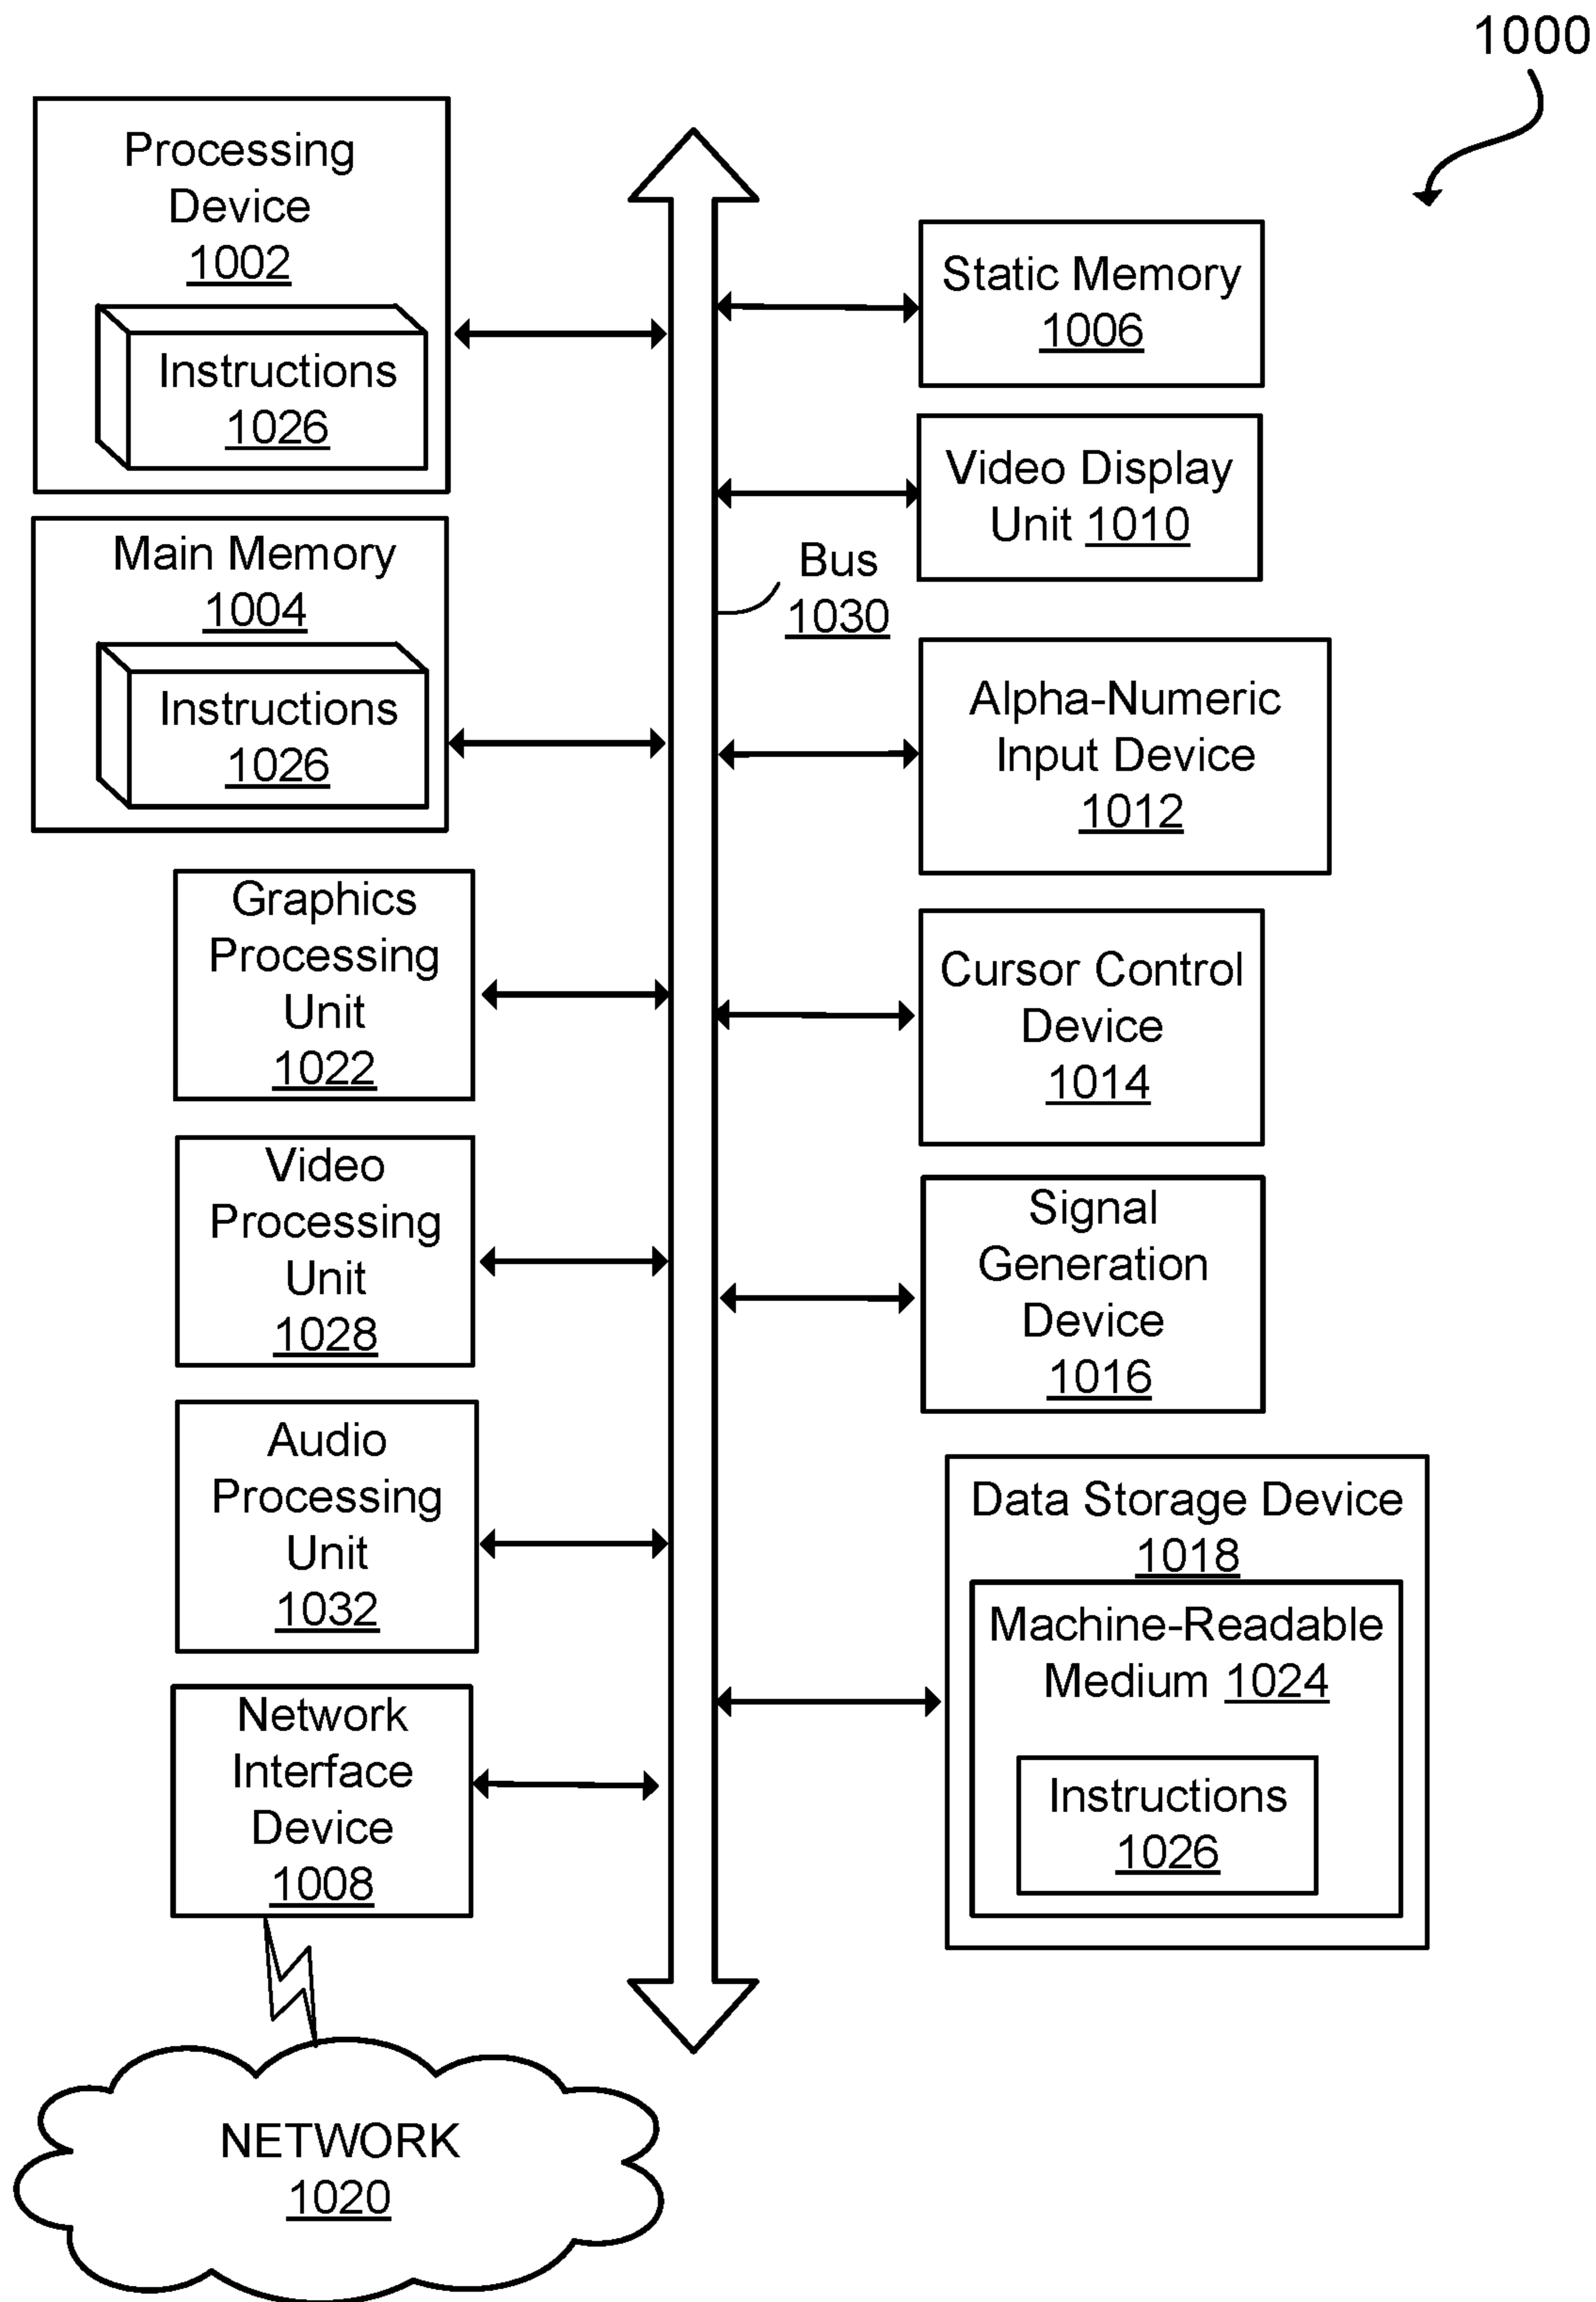 1000
Processing
Device
1002
Instructions
1026
Main Memory
1004
Instructions
1026
Graphics
Processing
Unit
1022
Video
Processing
Unit
1028
Audio
Processing
Unit
1032
Network
Interface
Device
1008
NETWORK
1020
Bus
1030
Static Memory
1006
Video Display
Unit 1010
Alpha-Numeric
Input Device
1012
Cursor Control
Device
1014
Signal
Generation
Device
1016
Data Storage Device
1018
Machine-Readable
Medium 1024
Instructions
1026